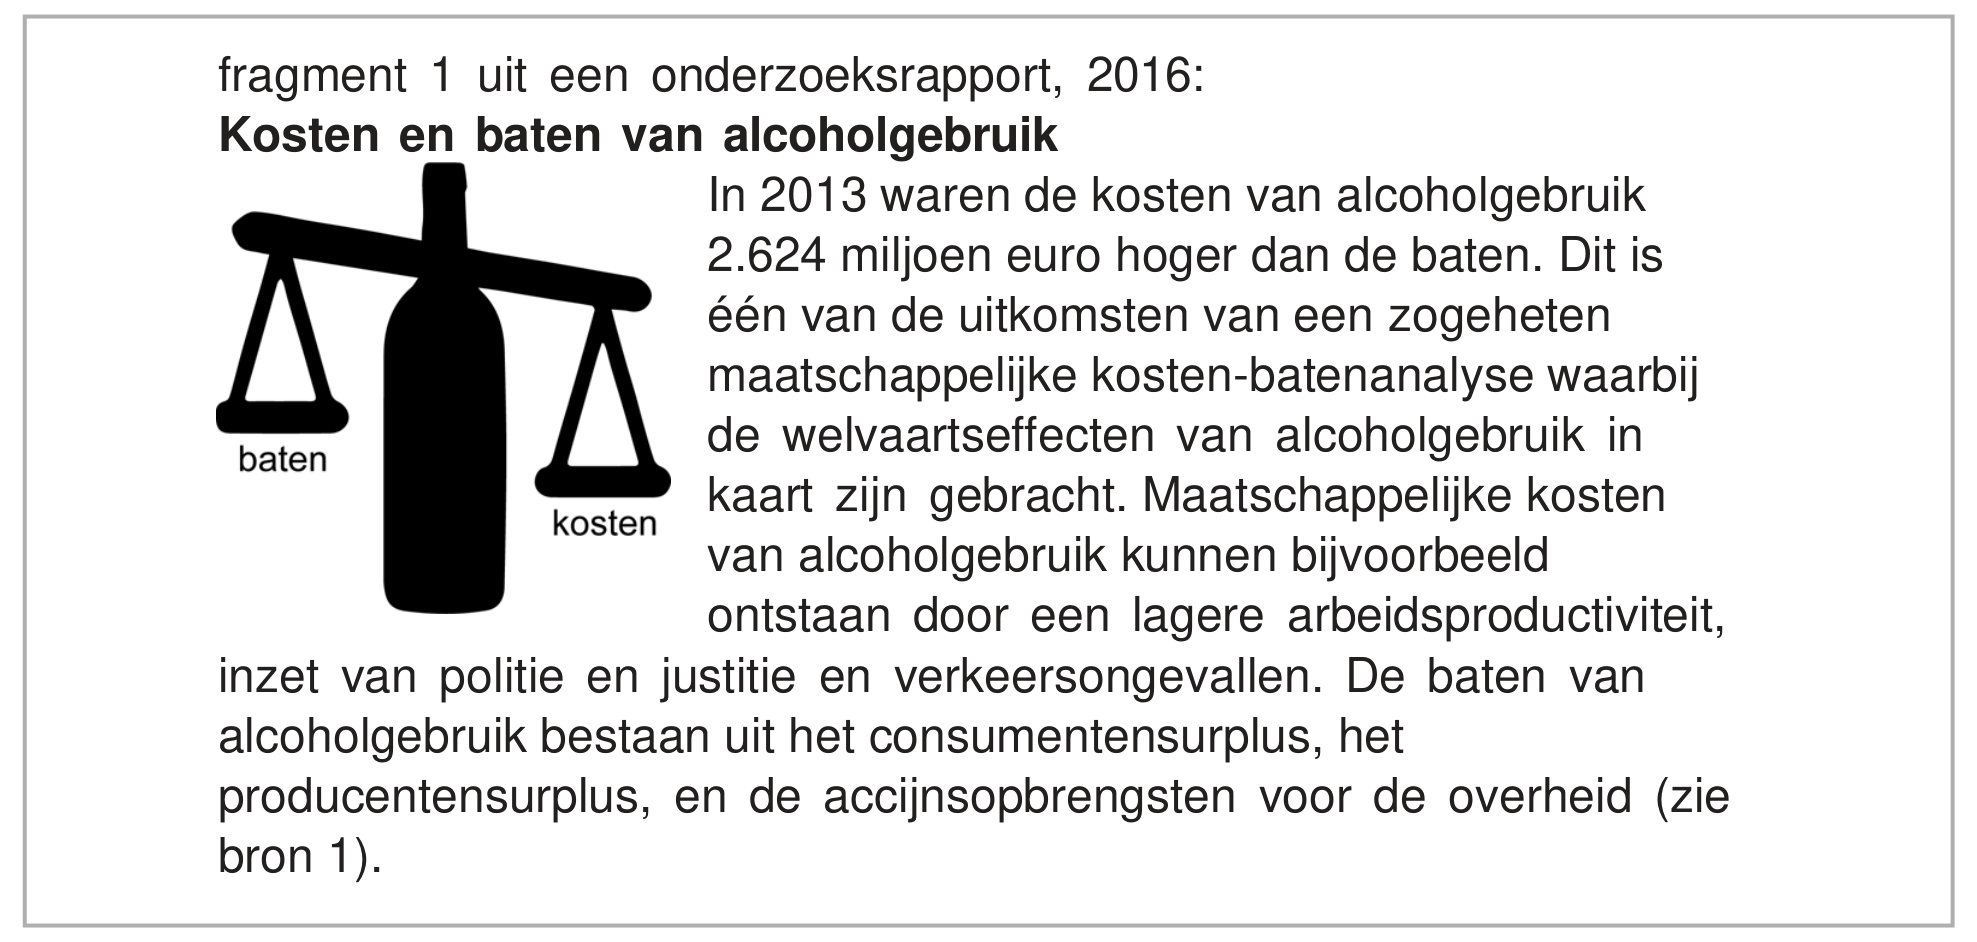 fragment 1 uit een onderzoeksrapport, 2016:
Kosten en baten van alcoholgebruik
In 2013 waren de kosten van alcoholgebruik
2.624 miljoen euro hoger dan de baten. Dit is
één van de uitkomsten van een zogeheten
maatschappelijke kosten-batenanalyse waarbij
de welvaartseffecten van alcoholgebruik in
kaart zijn gebracht. Maatschappelijke kosten
van alcoholgebruik kunnen bijvoorbeeld
ontstaan door een lagere arbeidsproductiviteit,
inzet van politie en justitie en verkeersongevallen. De baten van
alcoholgebruik bestaan uit het consumentensurplus, het
producentensurplus, en de accijnsopbrengsten voor de overheid (zie
bron 1).
baten
kosten